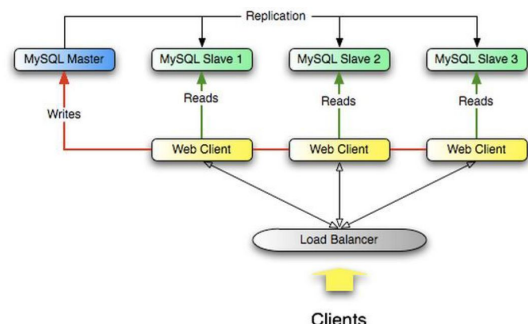 Replication
MySQL Master
MySQL Slave 1
MySQL Slave 2
MySQL Slave 3
Reads
Reads
Reads
Writes
Web Client
Web Client
Web Client
Load Balancer
Clients